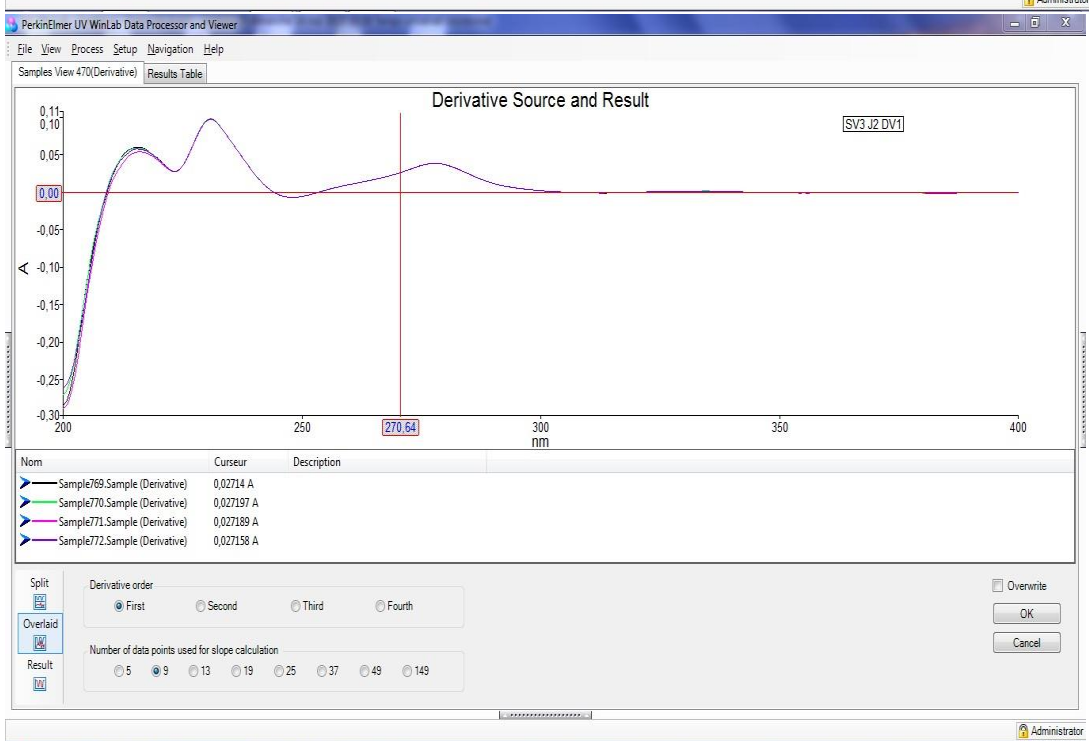 Administrator
PerkinElmer UV WinLab Data Processor and Viewer
File View Process Setup Navigation Help
Samples View 470(Derivative) Results Table
Derivative Source and Result
SV3 J2 DV1
0,11
0,10
0,05
0,00
-0,05
-0,10
A
-0,15
-0,20
-0,25
-0,30
200 250 270,64 300 350 400
nm
Nom Curseur Description
Sample769.Sample (Derivative) 0,02714 A
Sample770.Sample (Derivative) 0,027197 A
Sample771.Sample (Derivative) 0,027189 A
Sample772.Sample (Derivative) 0,027158 A
Split
Overlaid
Result
Derivative order
First Second Third Fourth
Number of data points used for slope calculation
5 9 13 19 25 37 49 149
Overwrite
OK
Cancel
Administrator